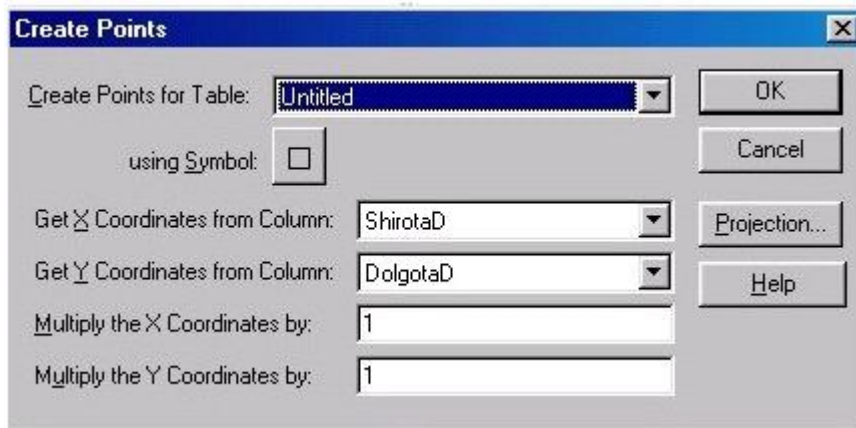 Create Points
Create Points for Table: Untitled
OK
using Symbol:
Cancel
Get X Coordinates from Column: ShirotaD
Projection...
Get Y Coordinates from Column: DolgotaD
Help
Multiply the X Coordinates by: 1
Multiply the Y Coordinates by: 1